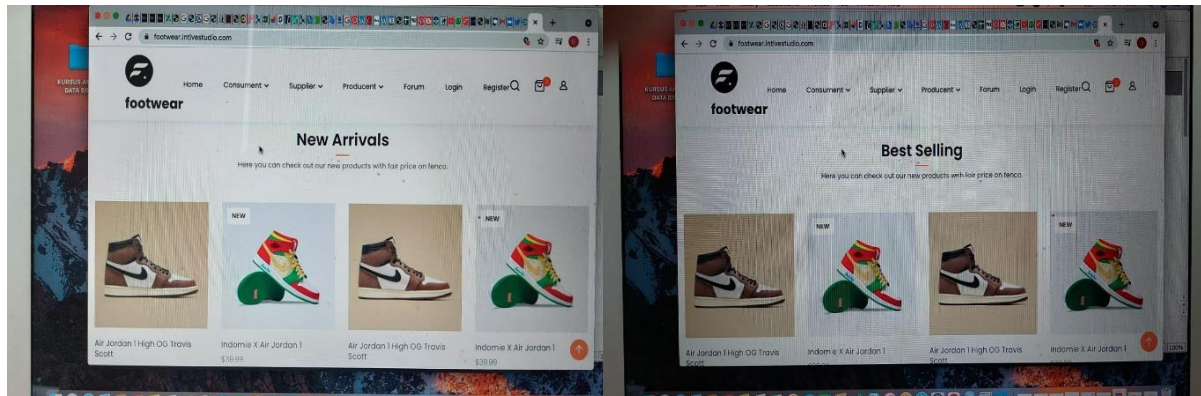 footwear.intivestudio.com
KURSUS
footwear
Home Consument Supplier Producent Forum Login Register
New Arrivals
Here you can check out our new products with fair price on fenco.
NEW
NEW
Air Jordan 1 High OG Travis Scott
Indomie X Air Jordan 1
$39.99
Air Jordan 1 High OG Travis Scott
Indomie X Air Jordan 1
$39.99
footwear.intivestudio.com
KURSUS
footwear
Home Consument Supplier Producent Forum Login Register
Best Selling
Here you can check out our new products with fair price on fenco.
NEW
NEW
Air Jordan 1 High OG Travis
Indomie X Air Jordan 1
Air Jordan 1 High OG Travis
Indomie X Air Jordan 1
100%